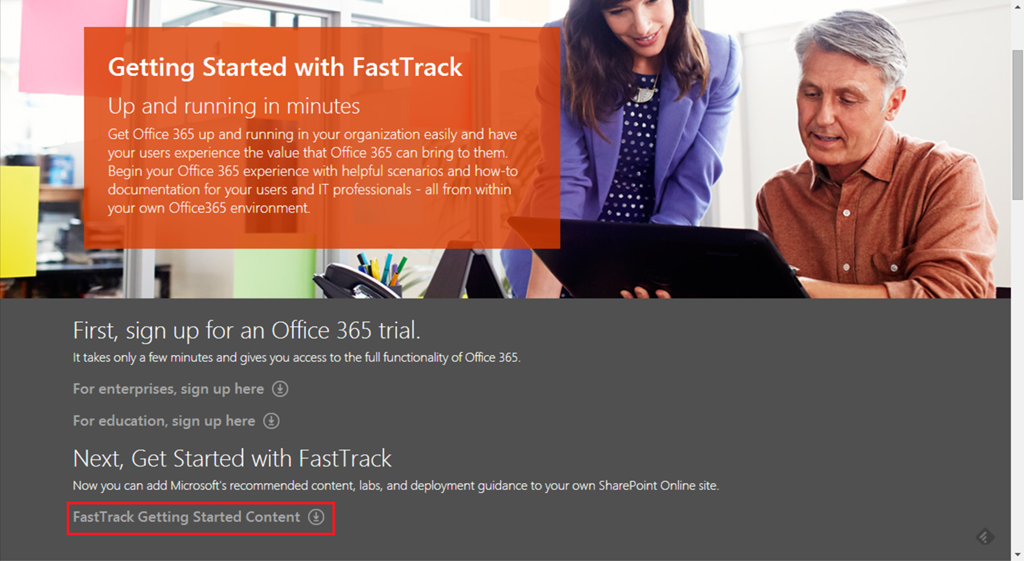 Getting Started with FastTrack
Up and running in minutes
Get Office 365 up and running in your organization easily and have
your users experience the value that Office 365 can bring to them.
Begin your Office 365 experience with helpful scenarios and how-to
documentation for your users and IT professionals - all from within
your own Office365 environment.
First, sign up for an Office 365 trial.
It takes only a few minutes and gives you access to the full functionality of Office 365.
For enterprises, sign up here
For education, sign up here
Next, Get Started with FastTrack
Now you can add Microsoft's recommended content, labs, and deployment guidance to your own SharePoint Online site.
FastTrack Getting Started Content